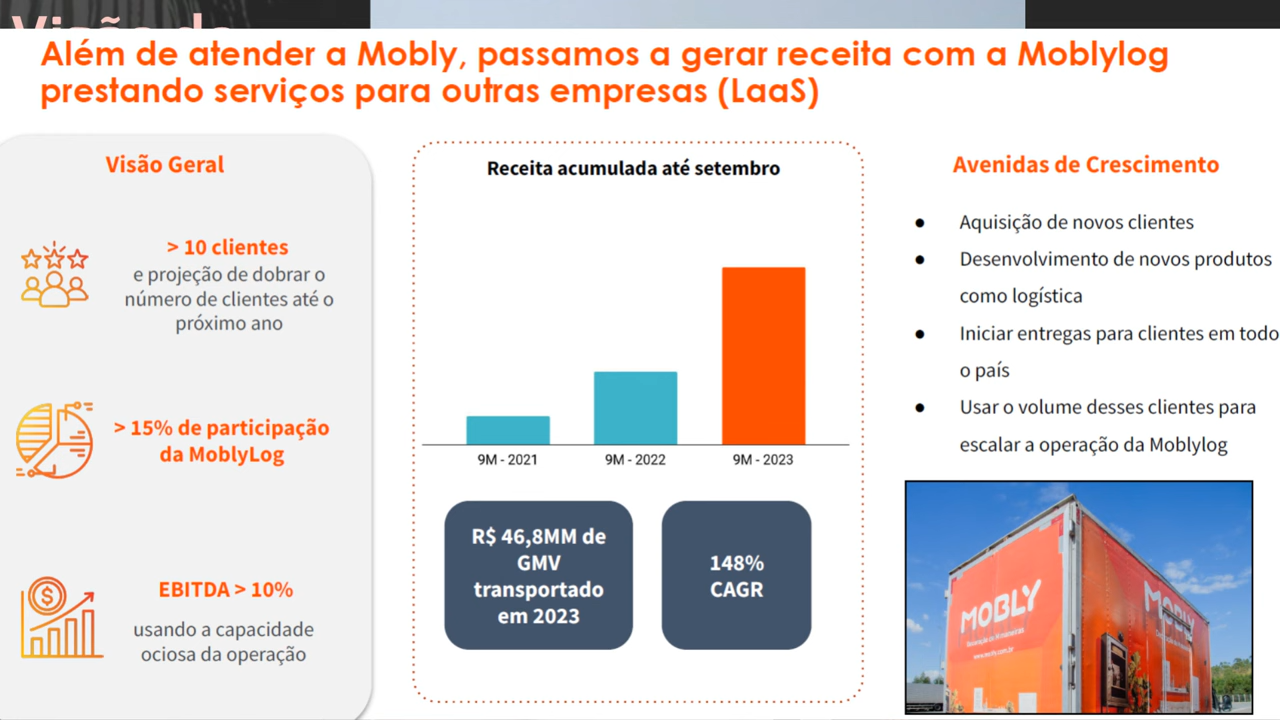 Além de atender a Mobly, passamos a gerar receita com a Moblylog
prestando serviços para outras empresas (LaaS)
Visão Geral
> 10 clientes
e projeção de dobrar o
número de clientes até o
próximo ano
> 15% de participação
da MoblyLog
EBITDA > 10%
usando a capacidade
ociosa da operação
Receita acumulada até setembro
9M - 2021
9M - 2022
9M - 2023
R$ 46,8MM de
GMV
transportado
em 2023
148%
CAGR
Avenidas de Crescimento
● Aquisição de novos clientes
● Desenvolvimento de novos produtos
como logística
● Iniciar entregas para clientes em todo
o país
● Usar o volume desses clientes para
escalar a operação da Moblylog
MOBLY
www.mobly.com.br
MOBLY